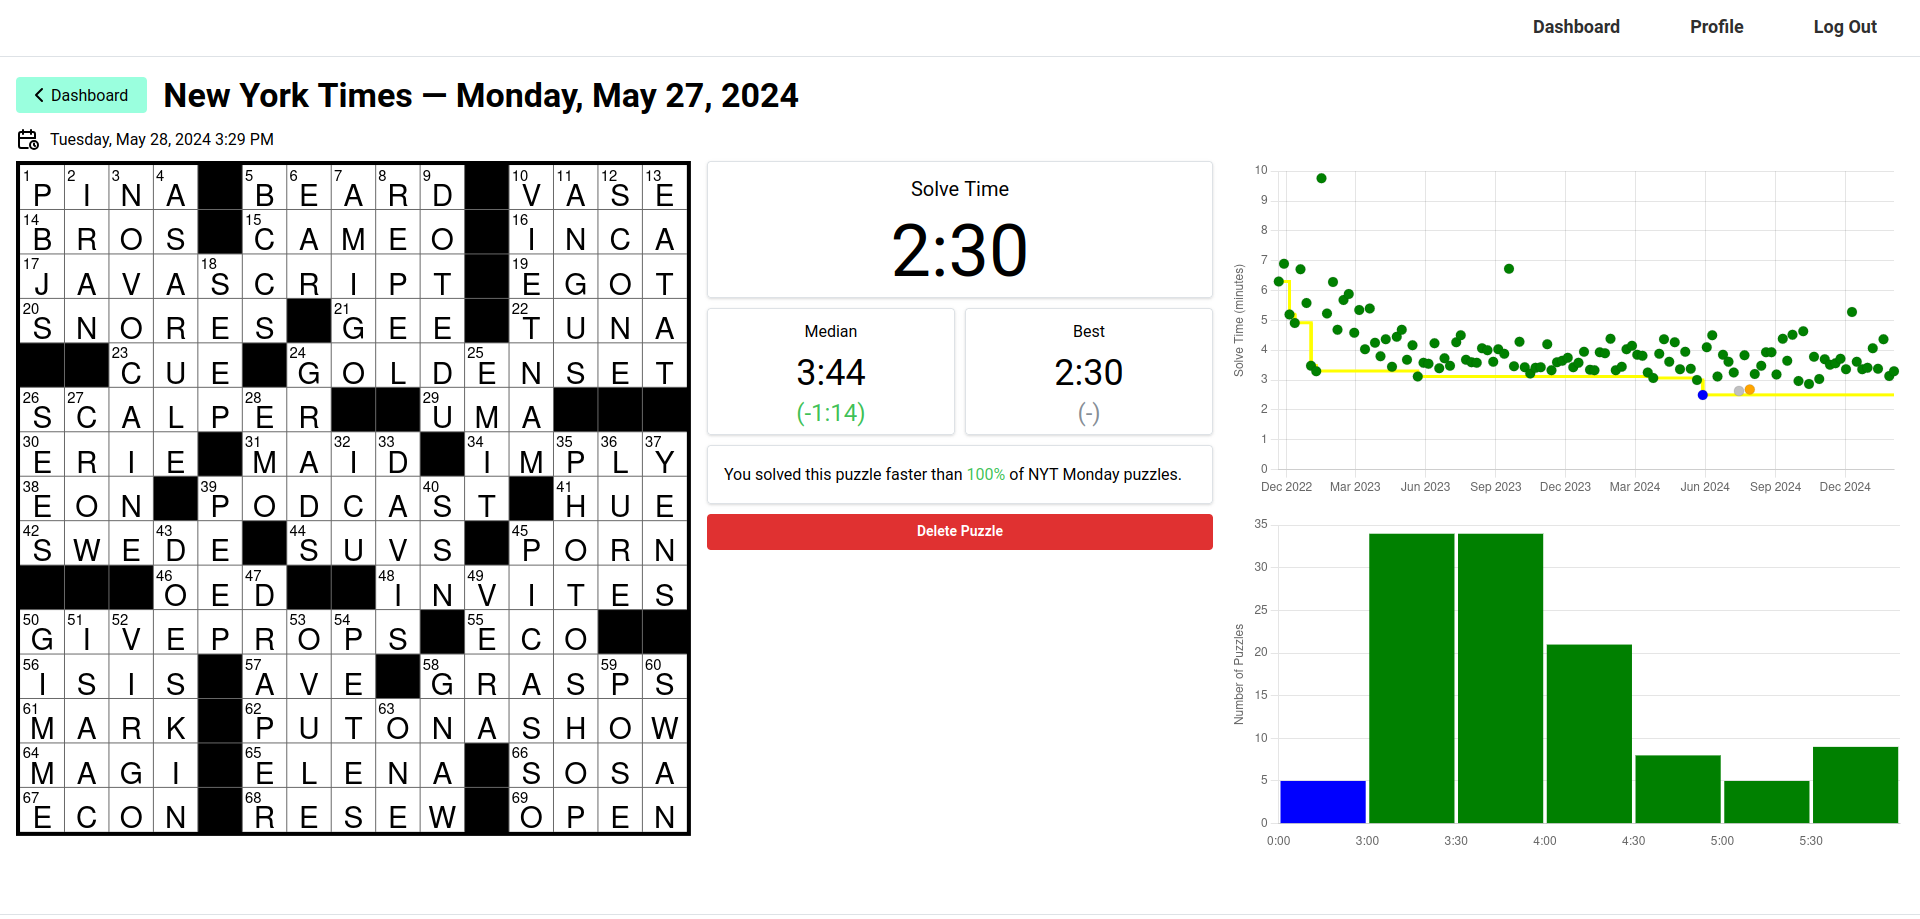 Dashboard Profile Log Out
Dashboard New York Times — Monday, May 27, 2024
Tuesday, May 28, 2024 3:29 PM
1 2 3 4 5 6 7 8 9 10 11 12 13
P I N A B E A R D V A S E
14 15 16
B R O S C A M E O I N C A
17 18 19
J A V A S C R I P T E G O T
20 21 22
S N O R E S G E E T U N A
23 24 25
C U E G O L D E N S E T
26 27 28 29
S C A L P E R U M A
30 31 32 33 34 35 36 37
E R I E M A I D I M P L Y
38 39 40 41
E O N P O D C A S T H U E
42 43 44 45
S W E D E S U V S P O R N
46 47 48 49
O E D I N V I T E S
50 51 52 53 54 55
G I V E P R O P S E C O
56 57 58 59 60
I S I S A V E G R A S P S
61 62 63
M A R K P U T O N A S H O W
64 65 66
M A G I E L E N A S O S A
67 68 69
E C O N R E S E W O P E N
Solve Time
2:30
Median
3:44
(-1:14)
Best
2:30
(-)
You solved this puzzle faster than 100% of NYT Monday puzzles.
Delete Puzzle
Solve Time (minutes)
10
9
8
7
6
5
4
3
2
1
0
Dec 2022 Mar 2023 Jun 2023 Sep 2023 Dec 2023 Mar 2024 Jun 2024 Sep 2024 Dec 2024
Number of Puzzles
35
30
25
20
15
10
5
0
0:00 3:00 3:30 4:00 4:30 5:00 5:30